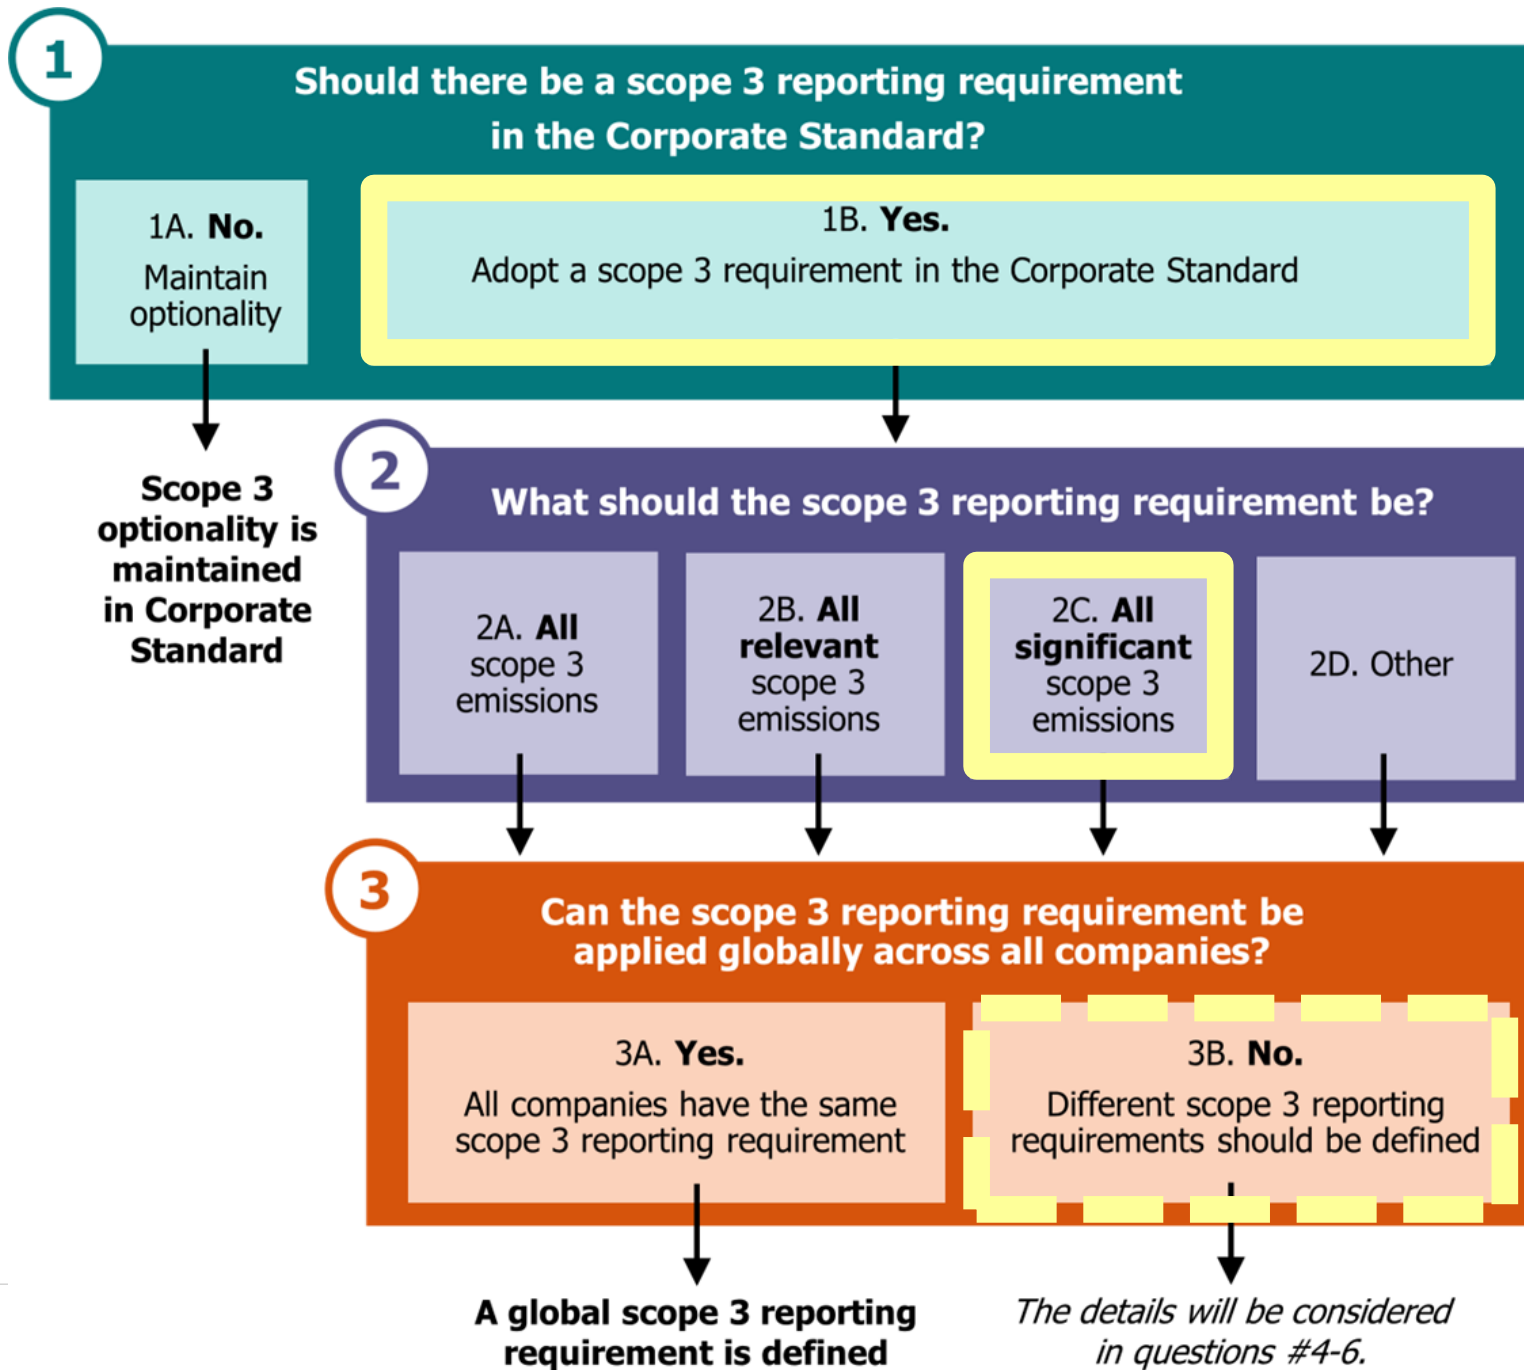 1
Should there be a scope 3 reporting requirement
in the Corporate Standard?
1A. No.
Maintain
optionality
1B. Yes.
Adopt a scope 3 requirement in the Corporate Standard
Scope 3
optionality is
maintained
in Corporate
Standard
2
What should the scope 3 reporting requirement be?
2A. All
scope 3
emissions
2B. All
relevant
scope 3
emissions
2C. All
significant
scope 3
emissions
2D. Other
3
Can the scope 3 reporting requirement be
applied globally across all companies?
3A. Yes.
All companies have the same
scope 3 reporting requirement
3B. No.
Different scope 3 reporting
requirements should be defined
A global scope 3 reporting
requirement is defined
The details will be considered
in questions #4-6.